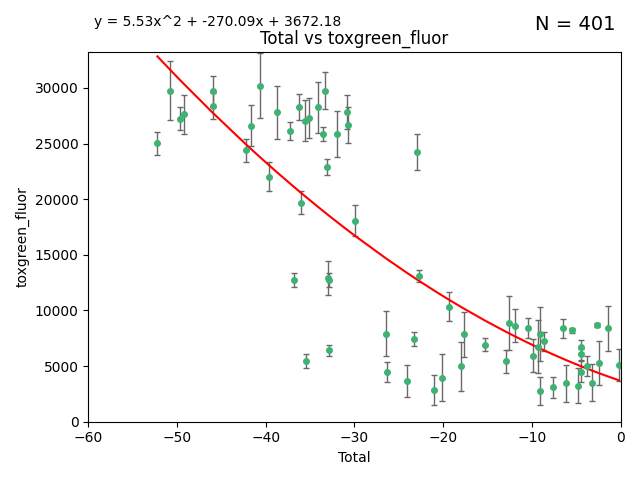 y = 5.53x^2 + -270.09x + 3672.18
N = 401
Total vs toxgreen_fluor
toxgreen_fluor
30000
25000
20000
15000
10000
5000
0
−60
−50
−40
−30
−20
−10
0
Total